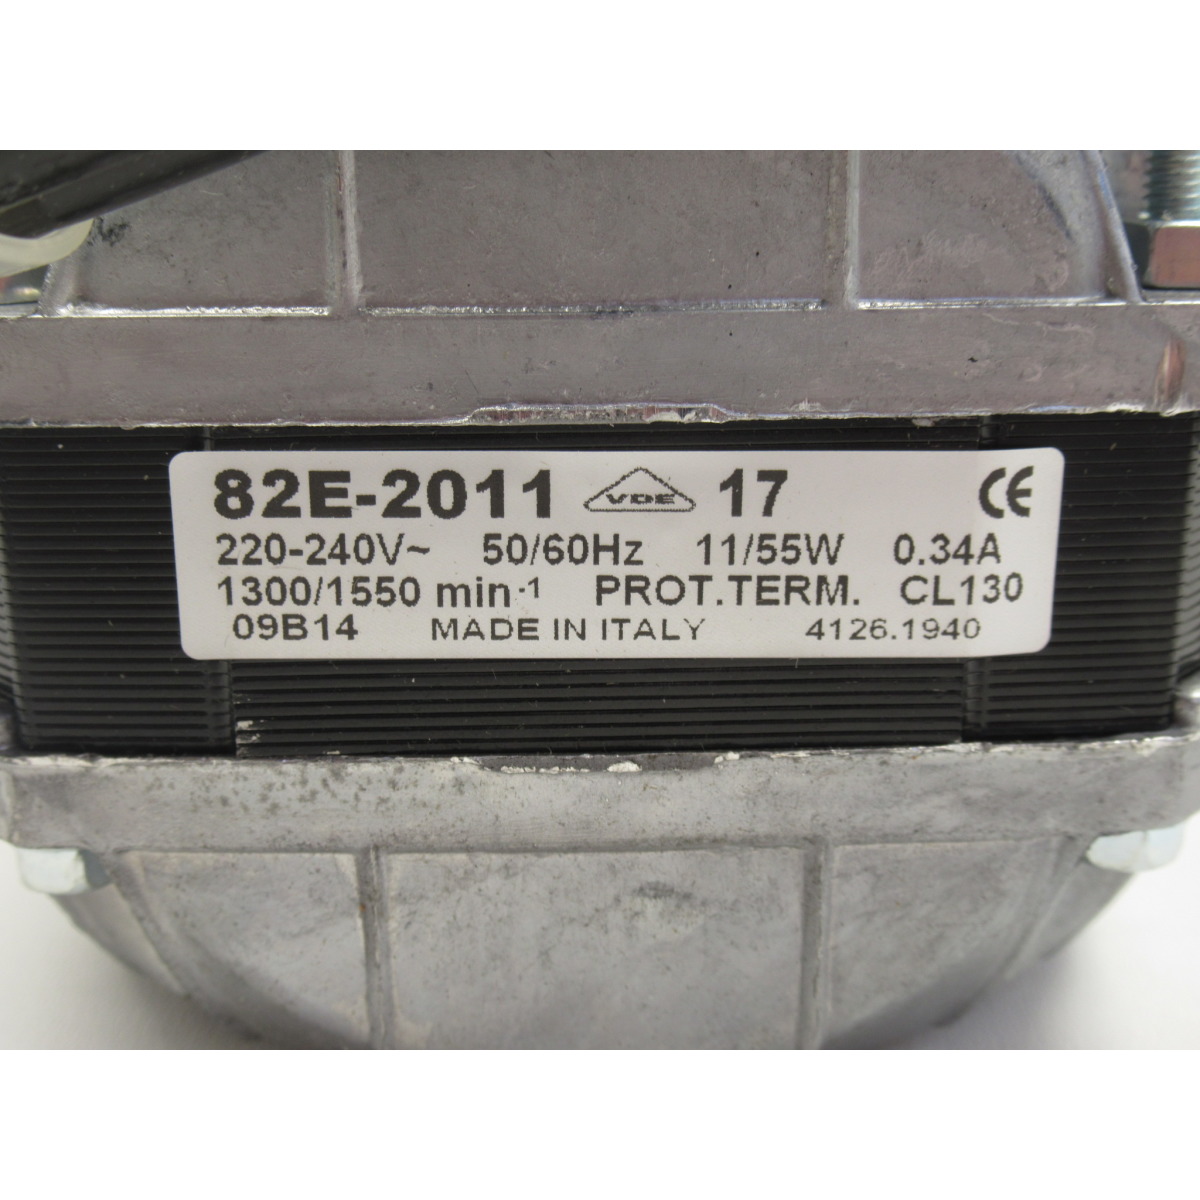 82E-2011 VDE 17 CE
220-240V~ 50/60Hz 11/55W 0.34A
1300/1550 min-1 PROT.TERM. CL130
09B14 MADE IN ITALY 4126.1940